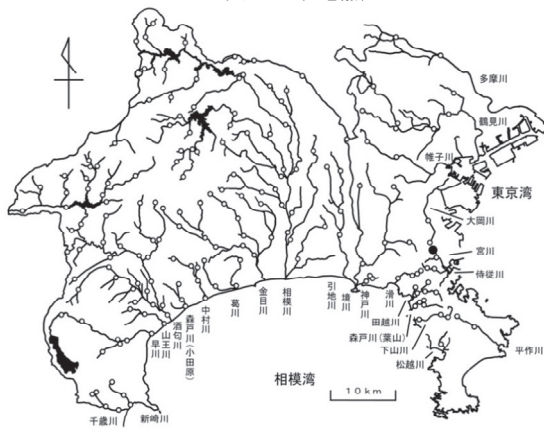 多摩川
鶴見川
帷子川
東京湾
大岡川
宮川
侍従川
平作川
滑川
田越川
森戸川(葉山)
下山川
松越川
神戸川
境川
引地川
相模川
金目川
葛川
中村川
森戸川(小田原)
酒匂川
山王川
早川
相模湾
10km
千歳川
新崎川